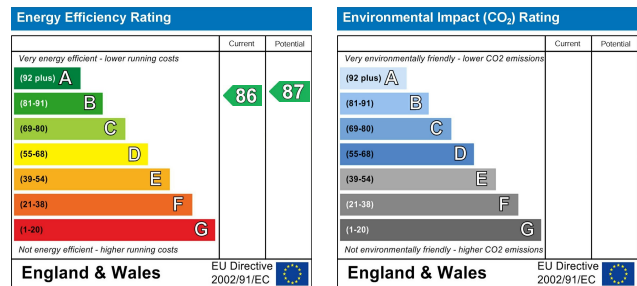 Energy Efficiency Rating
Current Potential
Very energy efficient - lower running costs
(92 plus) A
(81-91) B
86 87
(69-80) C
(55-68) D
(39-54) E
(21-38) F
(1-20) G
Not energy efficient - higher running costs
England & Wales
EU Directive
2002/91/EC
Environmental Impact (CO₂) Rating
Current Potential
Very environmentally friendly - lower CO2 emissions
(92 plus) A
(81-91) B
(69-80) C
(55-68) D
(39-54) E
(21-38) F
(1-20) G
Not environmentally friendly - higher CO2 emissions
England & Wales
EU Directive
2002/91/EC